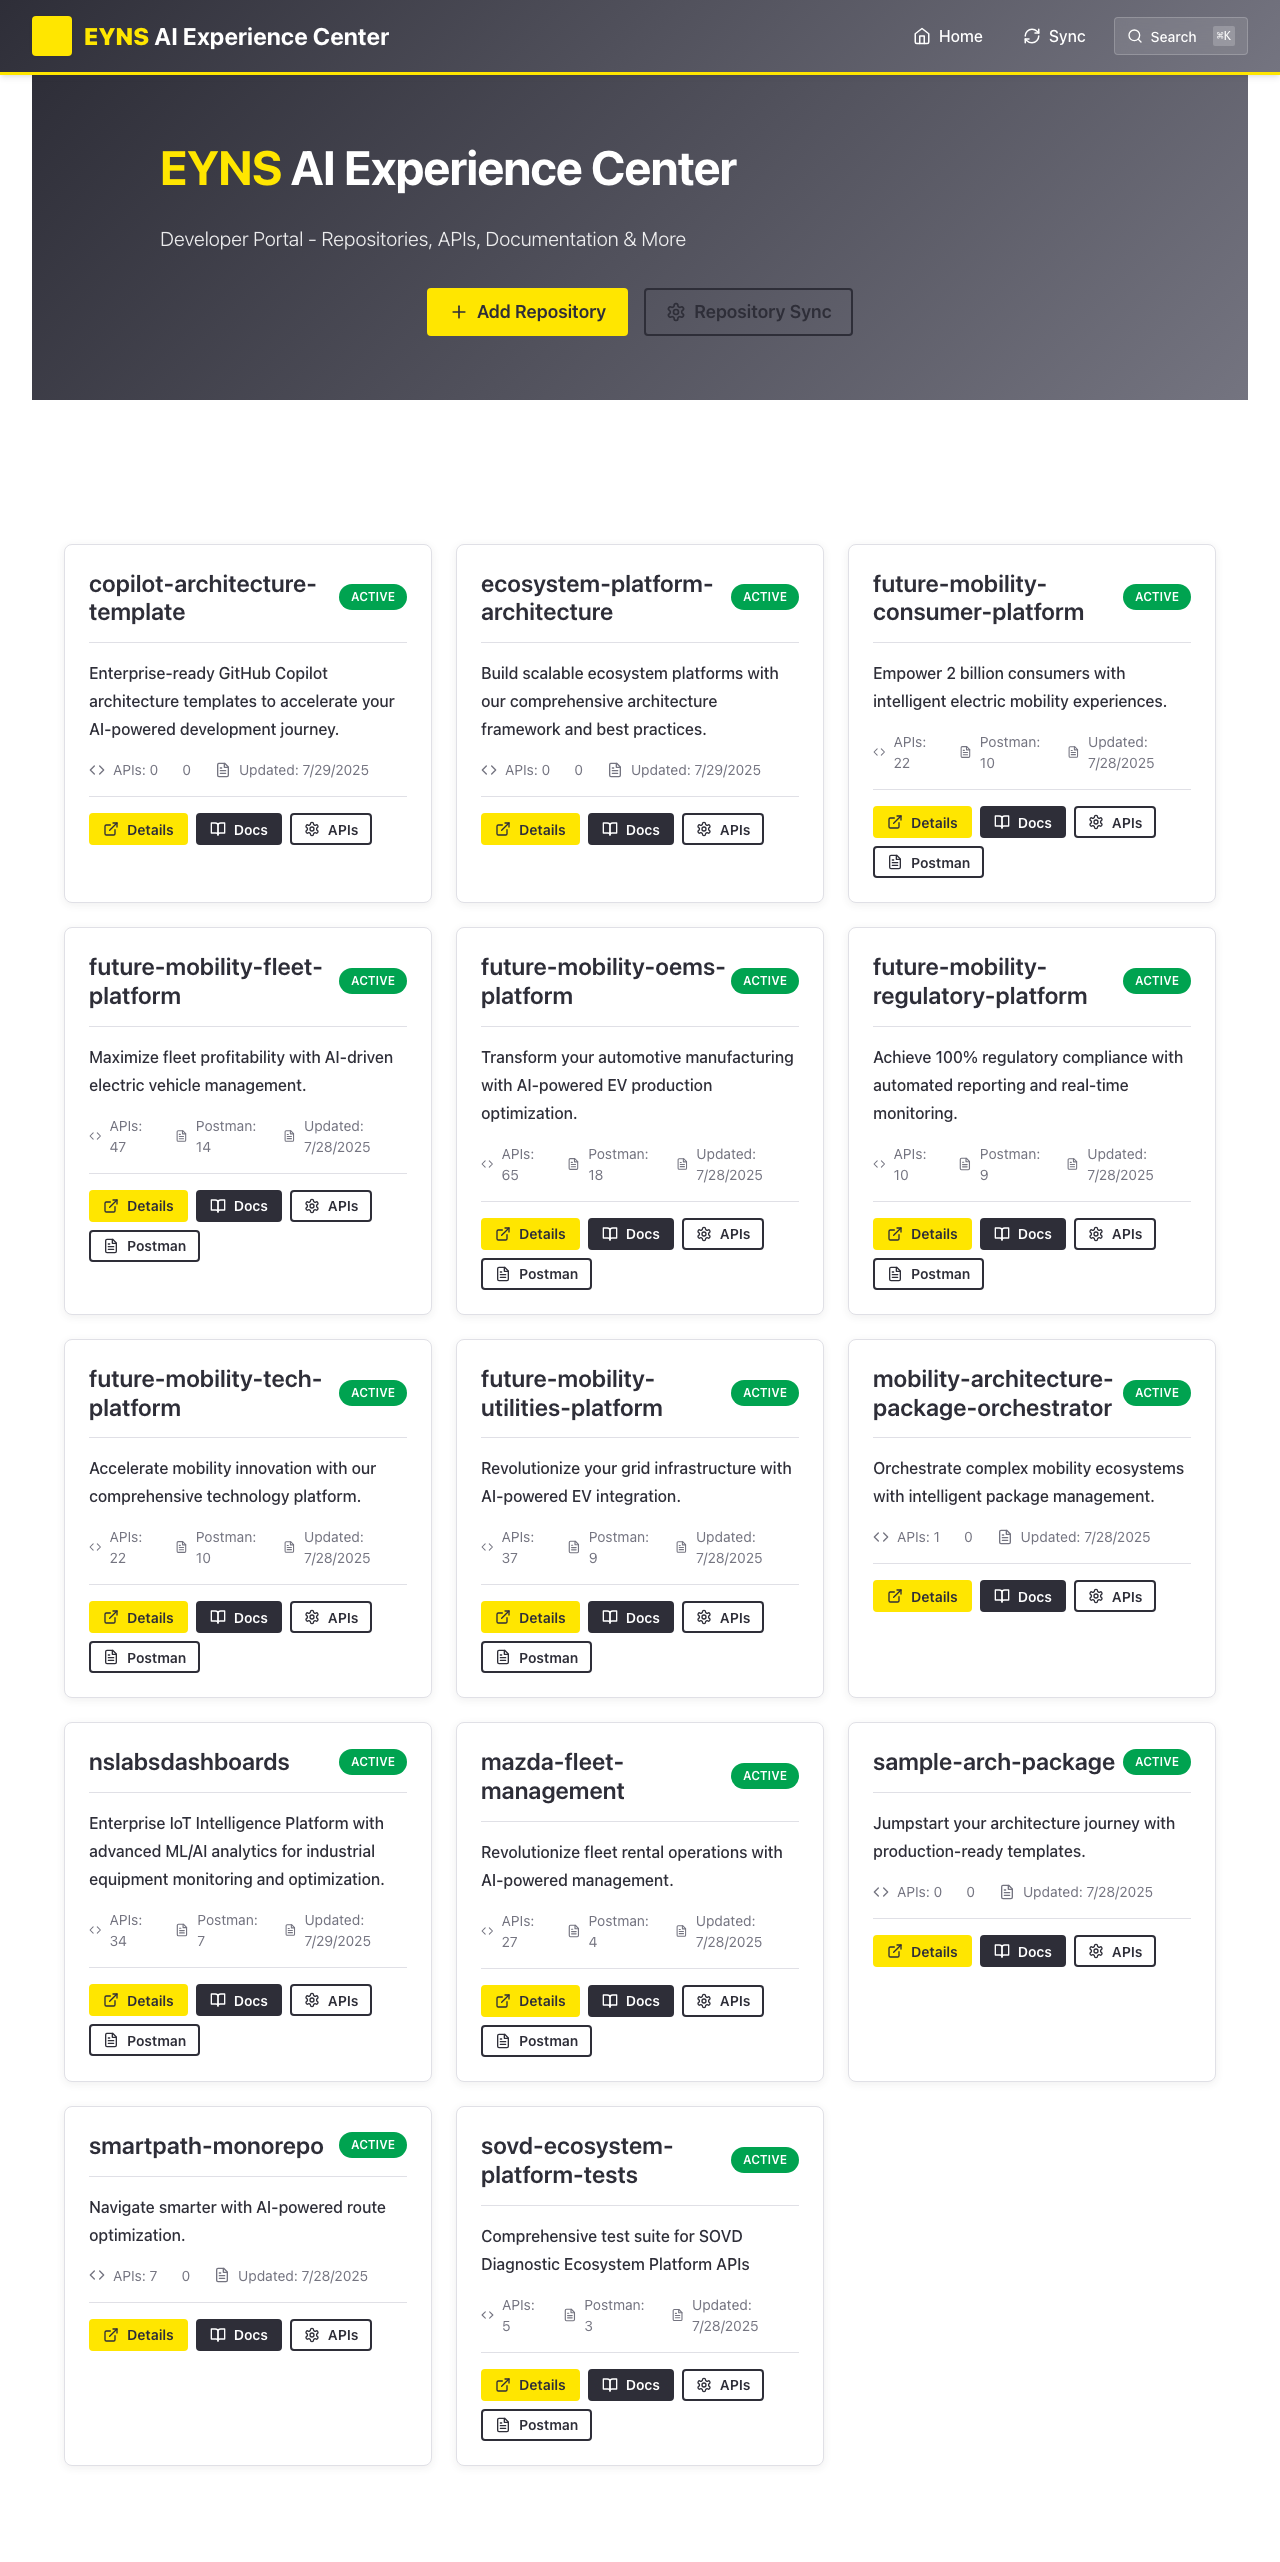 EYNS AI Experience Center
Home
Sync
Search ⌘K
EYNS AI Experience Center
Developer Portal - Repositories, APIs, Documentation & More
Add Repository
Repository Sync
copilot-architecture-
template
ACTIVE
Enterprise-ready GitHub Copilot
architecture templates to accelerate your
AI-powered development journey.
APIs: 0 0 Updated: 7/29/2025
Details Docs APIs
ecosystem-platform-
architecture
ACTIVE
Build scalable ecosystem platforms with
our comprehensive architecture
framework and best practices.
APIs: 0 0 Updated: 7/29/2025
Details Docs APIs
future-mobility-
consumer-platform
ACTIVE
Empower 2 billion consumers with
intelligent electric mobility experiences.
APIs: Postman: Updated:
22 10 7/28/2025
Details Docs APIs
Postman
future-mobility-fleet-
platform
ACTIVE
Maximize fleet profitability with AI-driven
electric vehicle management.
APIs: Postman: Updated:
47 14 7/28/2025
Details Docs APIs
Postman
future-mobility-oems-
platform
ACTIVE
Transform your automotive manufacturing
with AI-powered EV production
optimization.
APIs: Postman: Updated:
65 18 7/28/2025
Details Docs APIs
Postman
future-mobility-
regulatory-platform
ACTIVE
Achieve 100% regulatory compliance with
automated reporting and real-time
monitoring.
APIs: Postman: Updated:
10 9 7/28/2025
Details Docs APIs
Postman
future-mobility-tech-
platform
ACTIVE
Accelerate mobility innovation with our
comprehensive technology platform.
APIs: Postman: Updated:
22 10 7/28/2025
Details Docs APIs
Postman
future-mobility-
utilities-platform
ACTIVE
Revolutionize your grid infrastructure with
AI-powered EV integration.
APIs: Postman: Updated:
37 9 7/28/2025
Details Docs APIs
Postman
mobility-architecture-
package-orchestrator
ACTIVE
Orchestrate complex mobility ecosystems
with intelligent package management.
APIs: 1 0 Updated: 7/28/2025
Details Docs APIs
nslabsdashboards
ACTIVE
Enterprise IoT Intelligence Platform with
advanced ML/AI analytics for industrial
equipment monitoring and optimization.
APIs: Postman: Updated:
34 7 7/29/2025
Details Docs APIs
Postman
mazda-fleet-
management
ACTIVE
Revolutionize fleet rental operations with
AI-powered management.
APIs: Postman: Updated:
27 4 7/28/2025
Details Docs APIs
Postman
sample-arch-package
ACTIVE
Jumpstart your architecture journey with
production-ready templates.
APIs: 0 0 Updated: 7/28/2025
Details Docs APIs
smartpath-monorepo
ACTIVE
Navigate smarter with AI-powered route
optimization.
APIs: 7 0 Updated: 7/28/2025
Details Docs APIs
sovd-ecosystem-
platform-tests
ACTIVE
Comprehensive test suite for SOVD
Diagnostic Ecosystem Platform APIs
APIs: Postman: Updated:
5 3 7/28/2025
Details Docs APIs
Postman